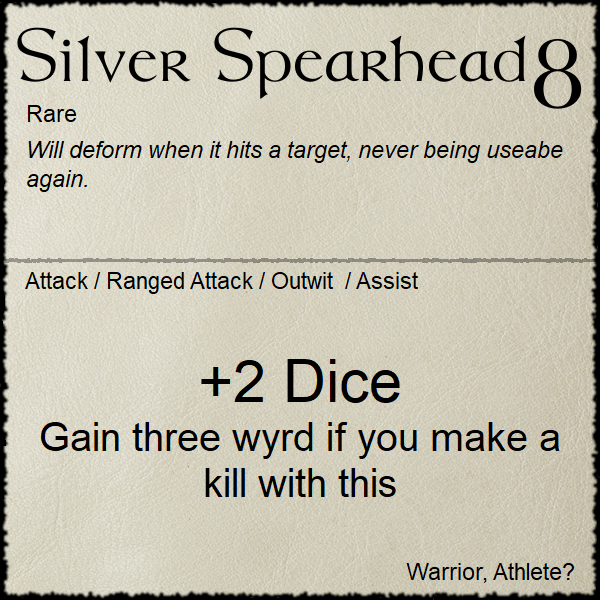 Silver Spearhead 8
Rare
Will deform when it hits a target, never being useabe
again.
Attack / Ranged Attack / Outwit / Assist
+2 Dice
Gain three wyrd if you make a
kill with this
Warrior, Athlete?